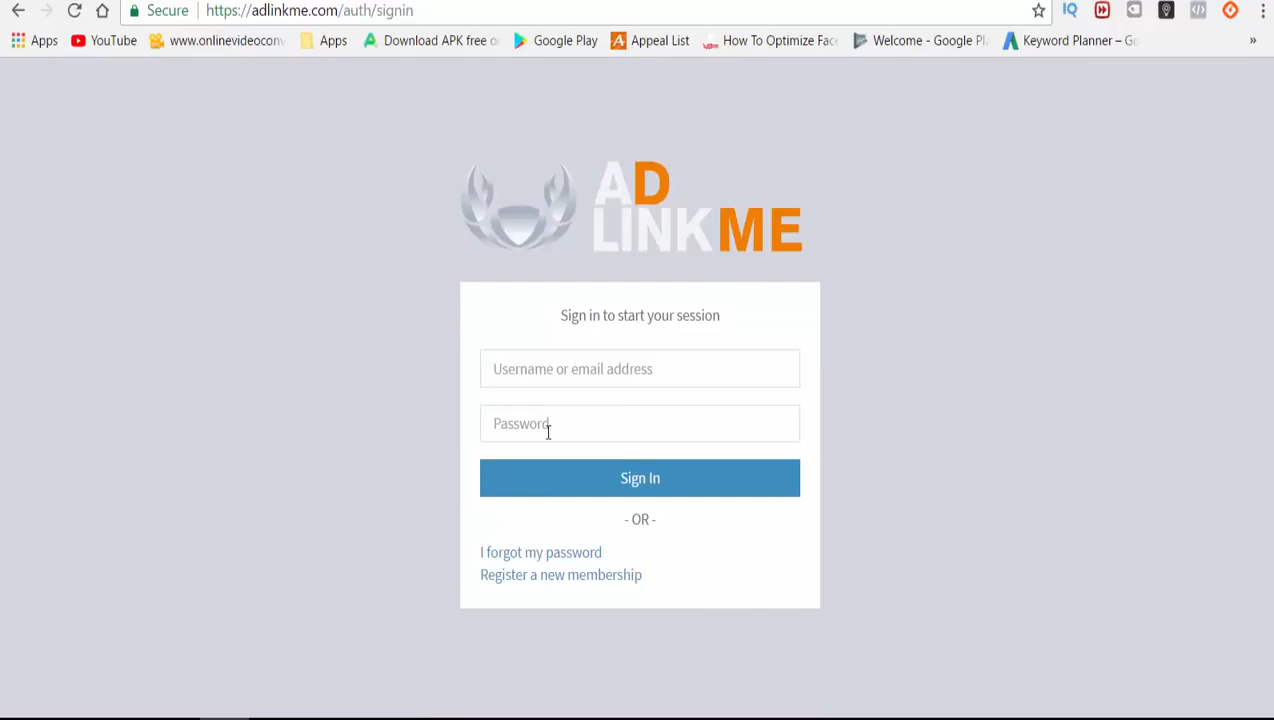 Secure https://adlinkme.com/auth/signin
Apps YouTube www.onlinevideoconv Apps Download APK free o Google Play Appeal List How To Optimize Fac Welcome - Google Pl Keyword Planner – Go »
AD
LINKME
Sign in to start your session
Username or email address
Password
Sign In
- OR -
I forgot my password
Register a new membership